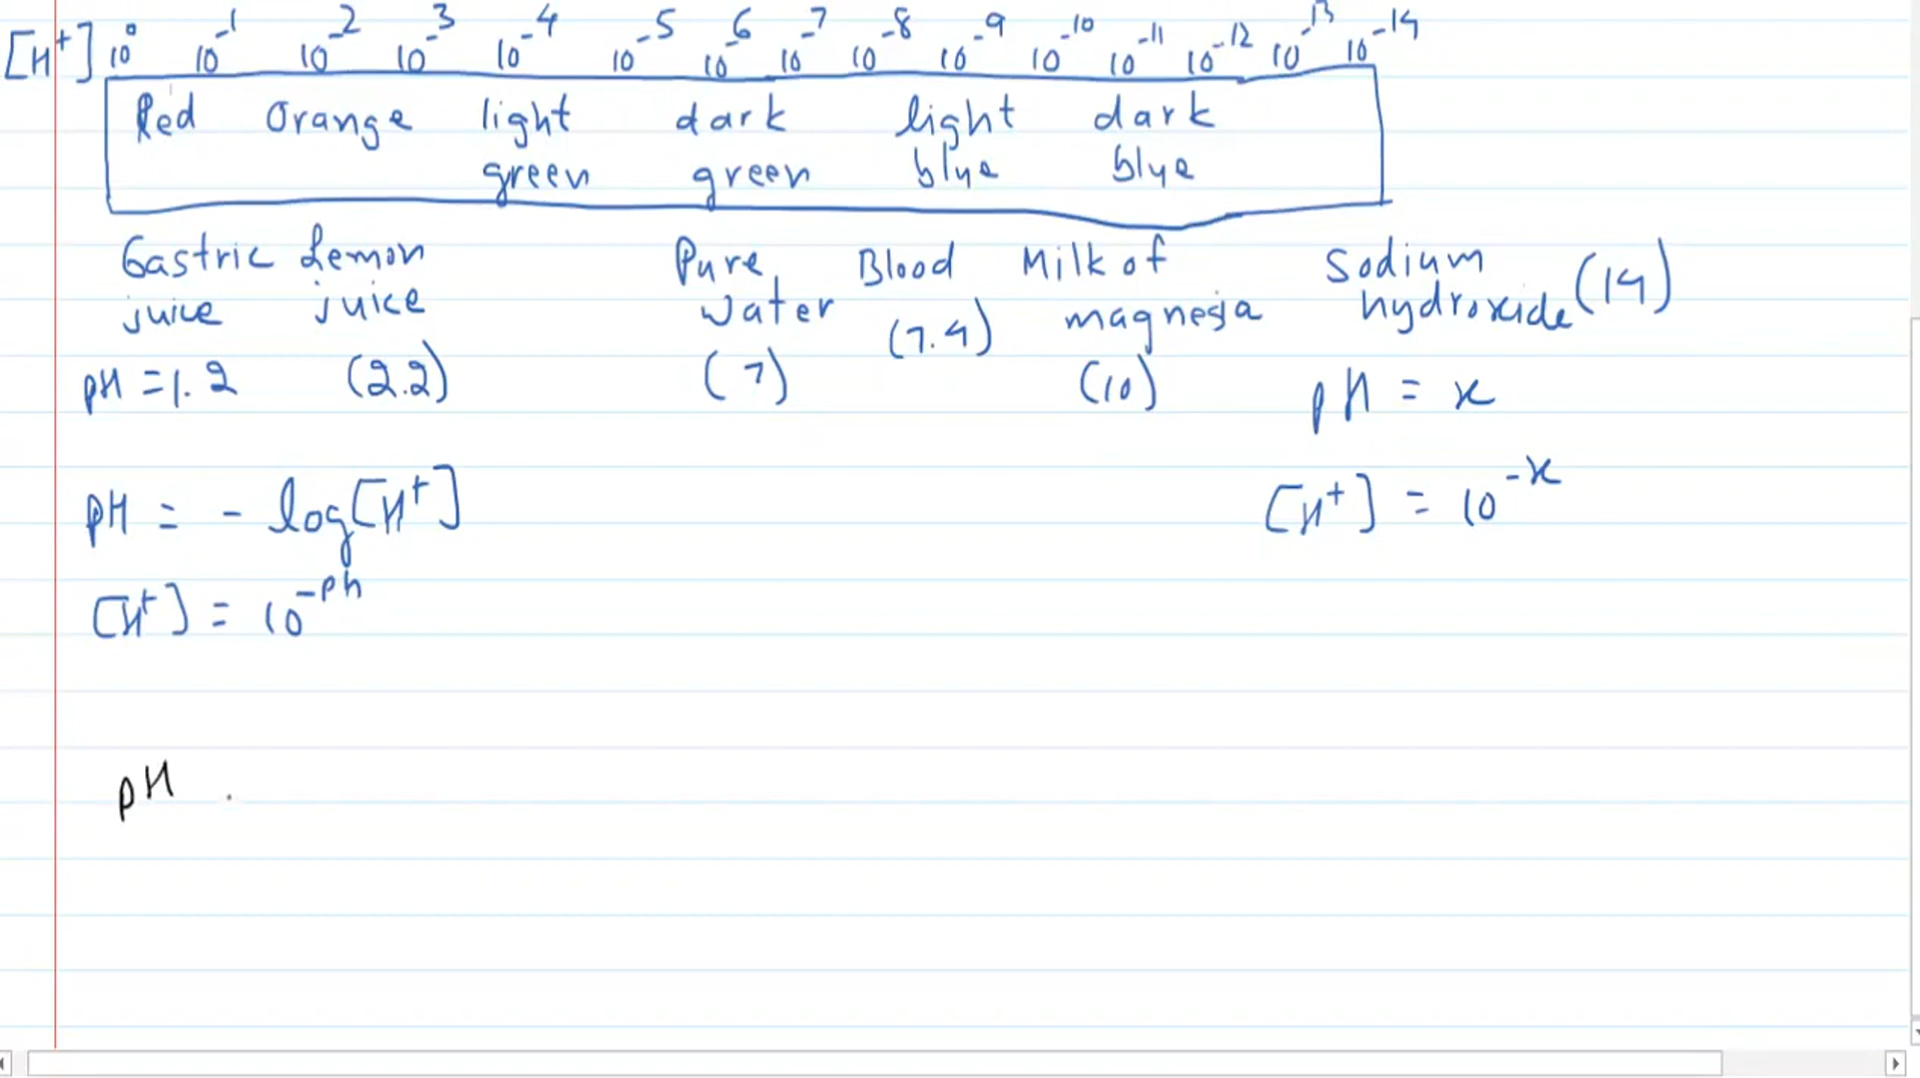 [H⁺] 10⁰ 10⁻¹ 10⁻² 10⁻³ 10⁻⁴ 10⁻⁵ 10⁻⁶ 10⁻⁷ 10⁻⁸ 10⁻⁹ 10⁻¹⁰ 10⁻¹¹ 10⁻¹² 10⁻¹³ 10⁻¹⁴
Red Orange light dark light dark
green green blue blue
Gastric Lemon Pure Blood Milk of Sodium
juice juice water (7.4) magnesia hydroxide (14)
pH = 1.2 (2.2) (7) (10) pH = x
pH = - log[H⁺] [H⁺] = 10⁻ˣ
[H⁺] = 10⁻ᵖʰ
pH